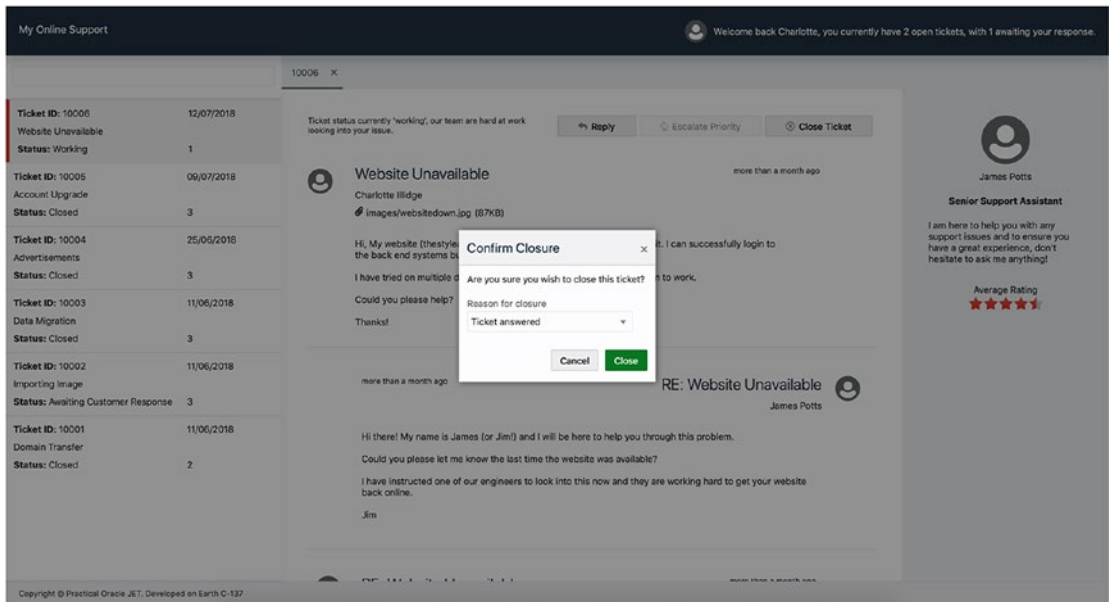 My Online Support
Welcome back Charlotte, you currently have 2 open tickets, with 1 awaiting your response.
10006 ×
Ticket ID: 10006 12/07/2018
Website Unavailable
Status: Working 1
Ticket ID: 10005 09/07/2018
Account Upgrade
Status: Closed 3
Ticket ID: 10004 25/06/2018
Advertisements
Status: Closed 3
Ticket ID: 10003 11/06/2018
Data Migration
Status: Closed 3
Ticket ID: 10002 11/06/2018
Importing Image
Status: Awaiting Customer Response 3
Ticket ID: 10001 11/06/2018
Domain Transfer
Status: Closed 2
Ticket status currently 'working', our team are hard at work
looking into your issue.
Reply
Escalate Priority
Close Ticket
Website Unavailable
more than a month ago
Charlotte Illidge
images/websitedown.jpg (87KB)
Hi, My website (thestyle it. I can successfully login to
the back end systems
I have tried on multiple to work.
Could you please help?
Thanks!
Confirm Closure ×
Are you sure you wish to close this ticket?
Reason for closure
Ticket answered
Cancel
Close
more than a month ago
RE: Website Unavailable
James Potts
Hi there! My name is James (or Jim!) and I will be here to help you through this problem.
Could you please let me know the last time the website was available?
I have instructed one of our engineers to look into this now and they are working hard to get your website
back online.
Jim
more than a month ago
James Potts
Senior Support Assistant
I am here to help you with any
support issues and to ensure you
have a great experience, don't
hesitate to ask me anything!
Average Rating
Copyright © Practical Oracle JET. Developed on Earth C-137